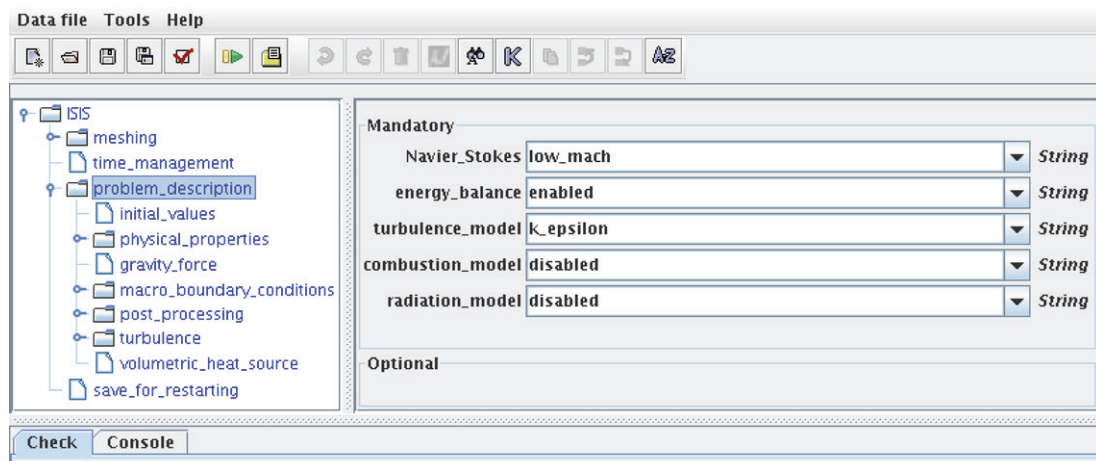 Data file Tools Help
ISIS
meshing
time_management
problem_description
initial_values
physical_properties
gravity_force
macro_boundary_conditions
post_processing
turbulence
volumetric_heat_source
save_for_restarting
Mandatory
Navier_Stokes low_mach String
energy_balance enabled String
turbulence_model k_epsilon String
combustion_model disabled String
radiation_model disabled String
Optional
Check Console